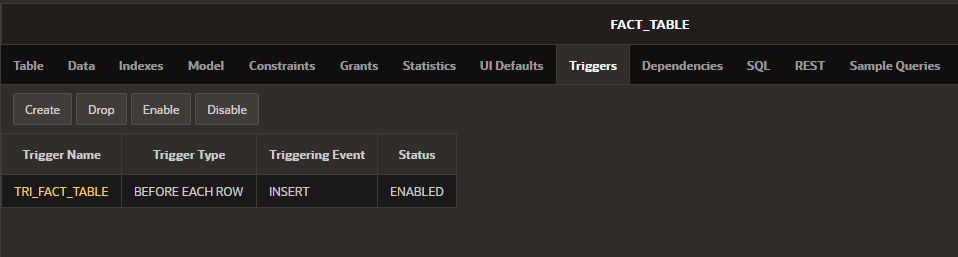 FACT_TABLE
Table Data Indexes Model Constraints Grants Statistics UI Defaults Triggers Dependencies SQL REST Sample Queries
Create Drop Enable Disable
Trigger Name Trigger Type Triggering Event Status
TRI_FACT_TABLE BEFORE EACH ROW INSERT ENABLED